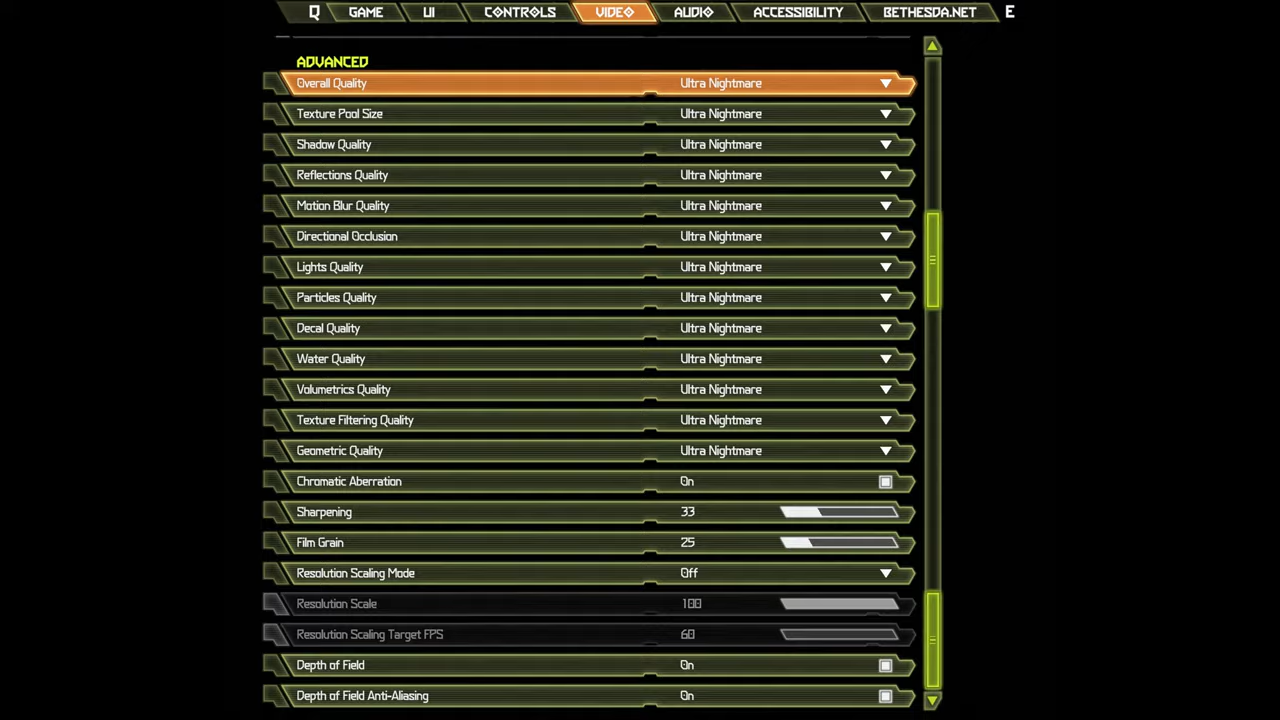 Q GAME UI CONTROLS VIDEO AUDIO ACCESSIBILITY BETHESDA.NET E
ADVANCED
Overall Quality Ultra Nightmare
Texture Pool Size Ultra Nightmare
Shadow Quality Ultra Nightmare
Reflections Quality Ultra Nightmare
Motion Blur Quality Ultra Nightmare
Directional Occlusion Ultra Nightmare
Lights Quality Ultra Nightmare
Particles Quality Ultra Nightmare
Decal Quality Ultra Nightmare
Water Quality Ultra Nightmare
Volumetrics Quality Ultra Nightmare
Texture Filtering Quality Ultra Nightmare
Geometric Quality Ultra Nightmare
Chromatic Aberration On
Sharpening 33
Film Grain 25
Resolution Scaling Mode Off
Resolution Scale 100
Resolution Scaling Target FPS 60
Depth of Field On
Depth of Field Anti-Aliasing On